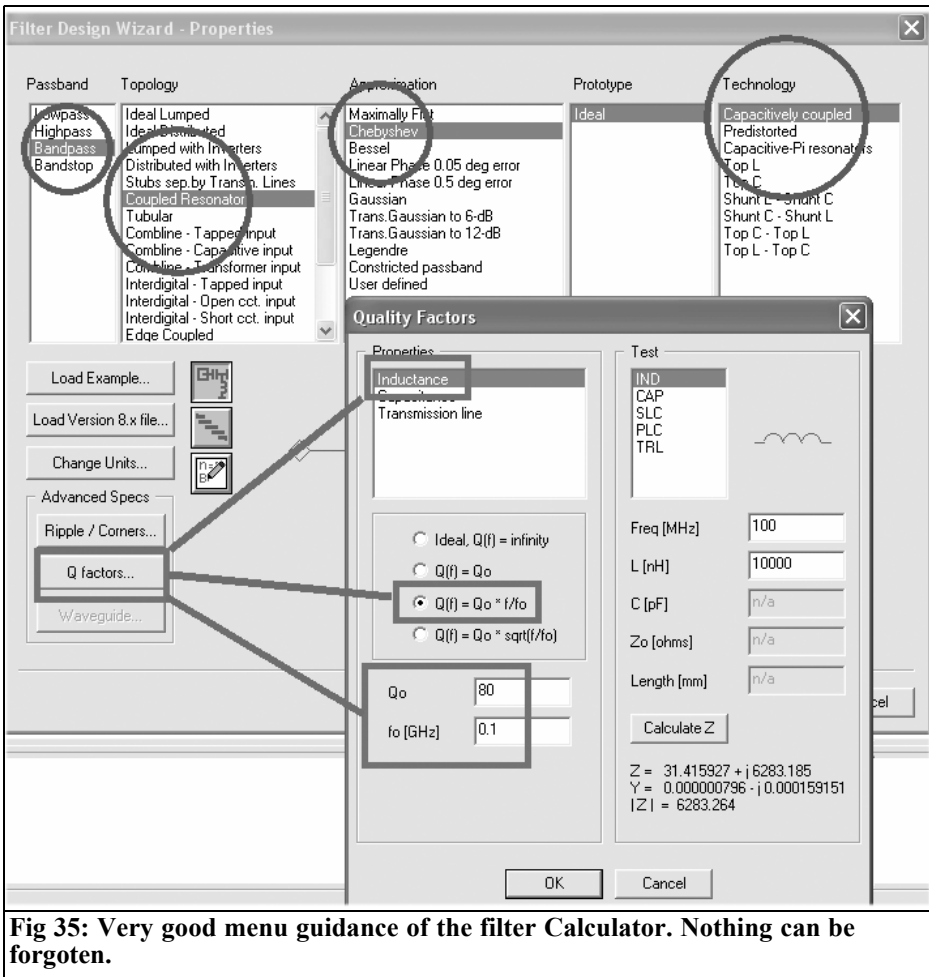 Filter Design Wizard - Properties
Passband
Topology
Approximation
Prototype
Technology
Lowpass
Highpass
Bandpass
Bandstop
Ideal Lumped
Ideal Distributed
Lumped with Inverters
Distributed with Inverters
Stubs sep.by Transm. Lines
Coupled Resonator
Tubular
Combline - Tapped input
Combline - Capacitive input
Combline - Transformer input
Interdigital - Tapped input
Interdigital - Open cct. input
Interdigital - Short cct. input
Edge Coupled
Maximally Flat
Chebyshev
Bessel
Linear Phase 0.05 deg error
Linear Phase 0.5 deg error
Gaussian
Trans.Gaussian to 6-dB
Trans.Gaussian to 12-dB
Legendre
Constricted passband
User defined
Ideal
Capacitively coupled
Predistorted
Capacitive-Pi resonators
Top L
Top C
Shunt L - Shunt C
Shunt C - Shunt L
Top C - Top L
Top L - Top C
Load Example...
Load Version 8.x file...
Change Units...
Advanced Specs
Ripple / Corners...
Q factors...
Waveguide...
Quality Factors
Properties
Inductance
Capacitance
Transmission line
Ideal, Q(f) = infinity
Q(f) = Qo
Q(f) = Qo * f/fo
Q(f) = Qo * sqrt(f/fo)
Qo 80
fo [GHz] 0.1
Test
IND
CAP
SLC
PLC
TRL
Freq [MHz] 100
L [nH] 10000
C [pF] n/a
Zo [ohms] n/a
Length [mm] n/a
Calculate Z
Z = 31.415927 + j 6283.185
Y = 0.000000796 - j 0.000159151
|Z| = 6283.264
OK
Cancel
cel
Fig 35: Very good menu guidance of the filter Calculator. Nothing can be
forgoten.